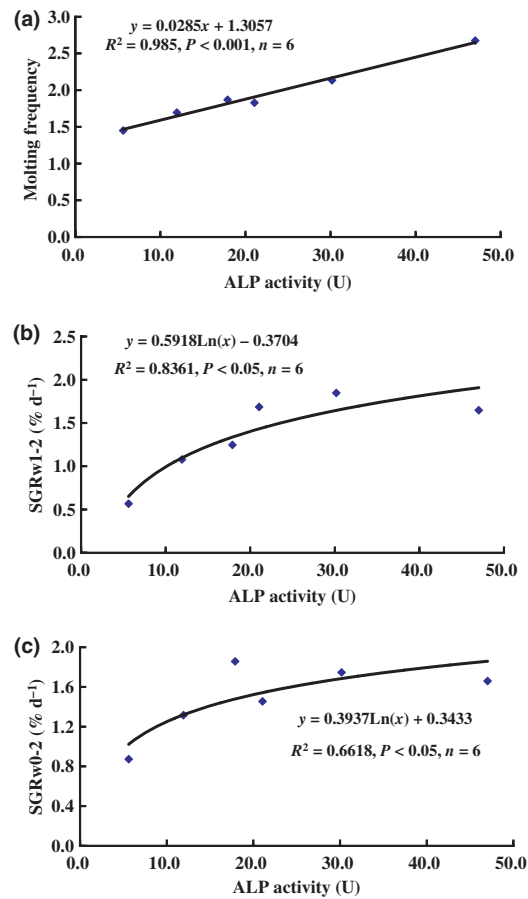 (a)
y = 0.0285x + 1.3057
R² = 0.985, P < 0.001, n = 6
Molting frequency
3.0
2.5
2.0
1.5
1.0
0.5
0.0
0.0 10.0 20.0 30.0 40.0 50.0
ALP activity (U)
(b)
y = 0.5918Ln(x) – 0.3704
R² = 0.8361, P < 0.05, n = 6
SGRw1-2 (% d⁻¹)
2.5
2.0
1.5
1.0
0.5
0.0
0.0 10.0 20.0 30.0 40.0 50.0
ALP activity (U)
(c)
y = 0.3937Ln(x) + 0.3433
R² = 0.6618, P < 0.05, n = 6
SGRw0-2 (% d⁻¹)
2.0
1.6
1.2
0.8
0.4
0.0
0.0 10.0 20.0 30.0 40.0 50.0
ALP activity (U)